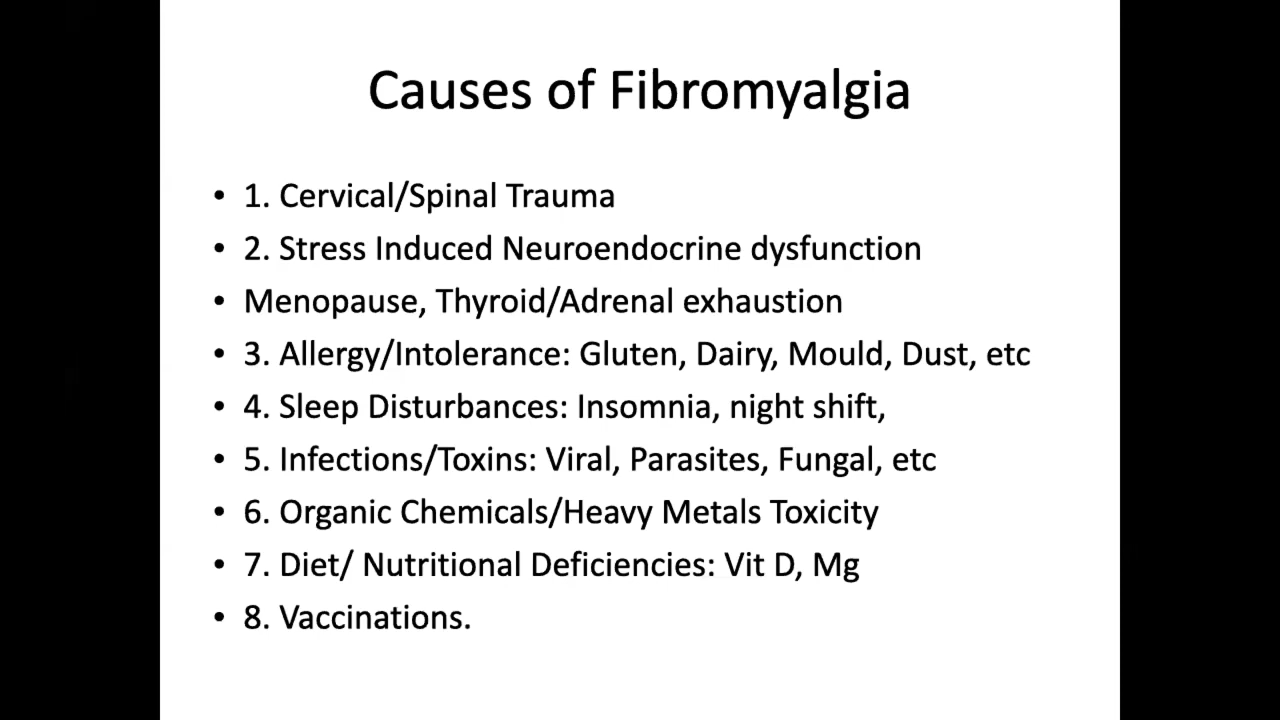 Causes of Fibromyalgia
• 1. Cervical/Spinal Trauma
• 2. Stress Induced Neuroendocrine dysfunction
• Menopause, Thyroid/Adrenal exhaustion
• 3. Allergy/Intolerance: Gluten, Dairy, Mould, Dust, etc
• 4. Sleep Disturbances: Insomnia, night shift,
• 5. Infections/Toxins: Viral, Parasites, Fungal, etc
• 6. Organic Chemicals/Heavy Metals Toxicity
• 7. Diet/ Nutritional Deficiencies: Vit D, Mg
• 8. Vaccinations.